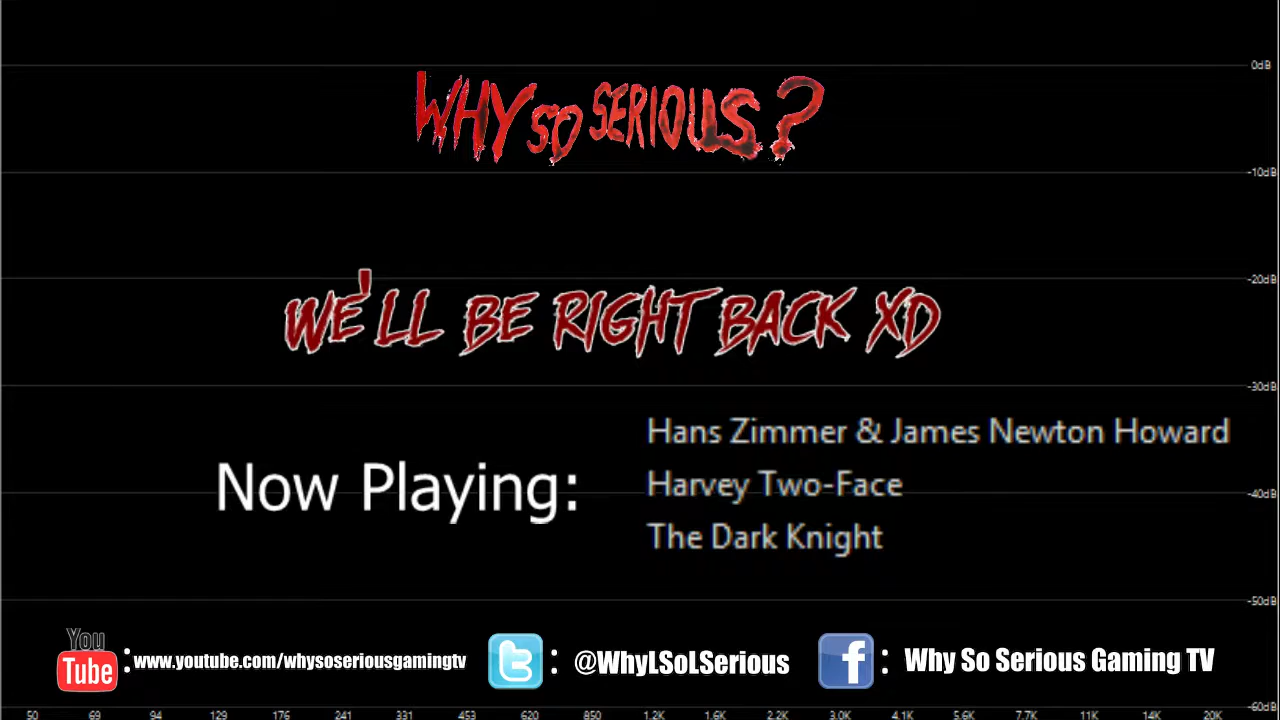 0dB
WHY SO SERIOUS?
-10dB
-20dB
WE'LL BE RIGHT BACK XD
-30dB
Hans Zimmer & James Newton Howard
Now Playing:
Harvey Two-Face
-40dB
The Dark Knight
-50dB
You Tube : www.youtube.com/whysoseriousgamingtv
t : @WhyLSoLSerious
f : Why So Serious Gaming TV
-60dB
50 69 94 129 176 241 331 453 620 850 1.2K 1.6K 2.2K 3.0K 4.1K 5.6K 7.7K 11K 14K 20K